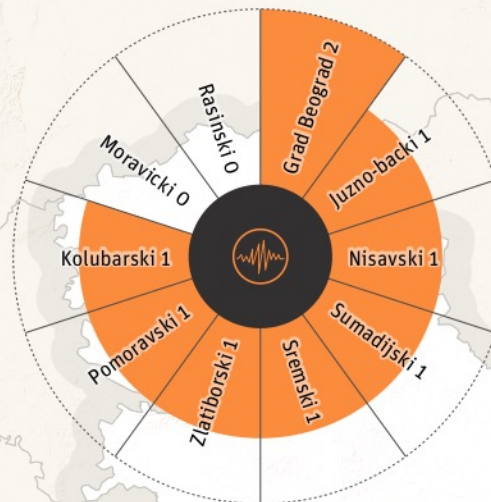 Grad Beograd 2
Juzno-backi 1
Nisavski 1
Sumadijski 1
Sremski 1
Zlatiborski 1
Pomoravski 1
Kolubarski 1
Moravicki 0
Rasinski 0